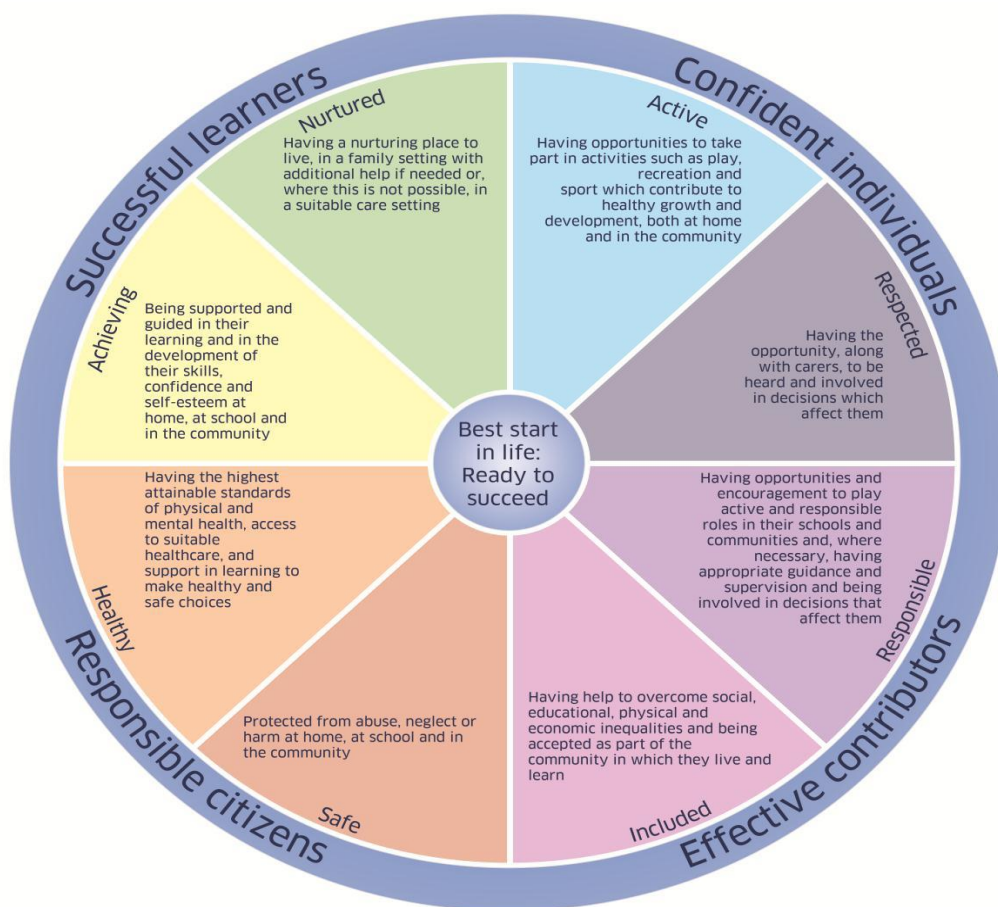 Successful learners
Confident individuals
Nurtured
Having a nurturing place to
live, in a family setting with
additional help if needed or,
where this is not possible, in
a suitable care setting
Active
Having opportunities to take
part in activities such as play,
recreation and
sport which contribute to
healthy growth and
development, both at home
and in the community
Achieving
Being supported and
guided in their
learning and in the
development of
their skills,
confidence and
self-esteem at
home, at school and
in the community
Respected
Having the
opportunity, along
with carers, to be
heard and involved
in decisions which
affect them
Best start
in life:
Ready to
succeed
Healthy
Having the highest
attainable standards
of physical and
mental health, access
to suitable
healthcare, and
support in learning to
make healthy and
safe choices
Responsible
Having opportunities and
encouragement to play
active and responsible
roles in their schools and
communities and, where
necessary, having
appropriate guidance and
supervision and being
involved in decisions that
affect them
Protected from abuse, neglect or
harm at home, at school and in
the community
Safe
Having help to overcome social,
educational, physical and
economic inequalities and being
accepted as part of the
community in which they live and
learn
Included
Responsible citizens
Effective contributors